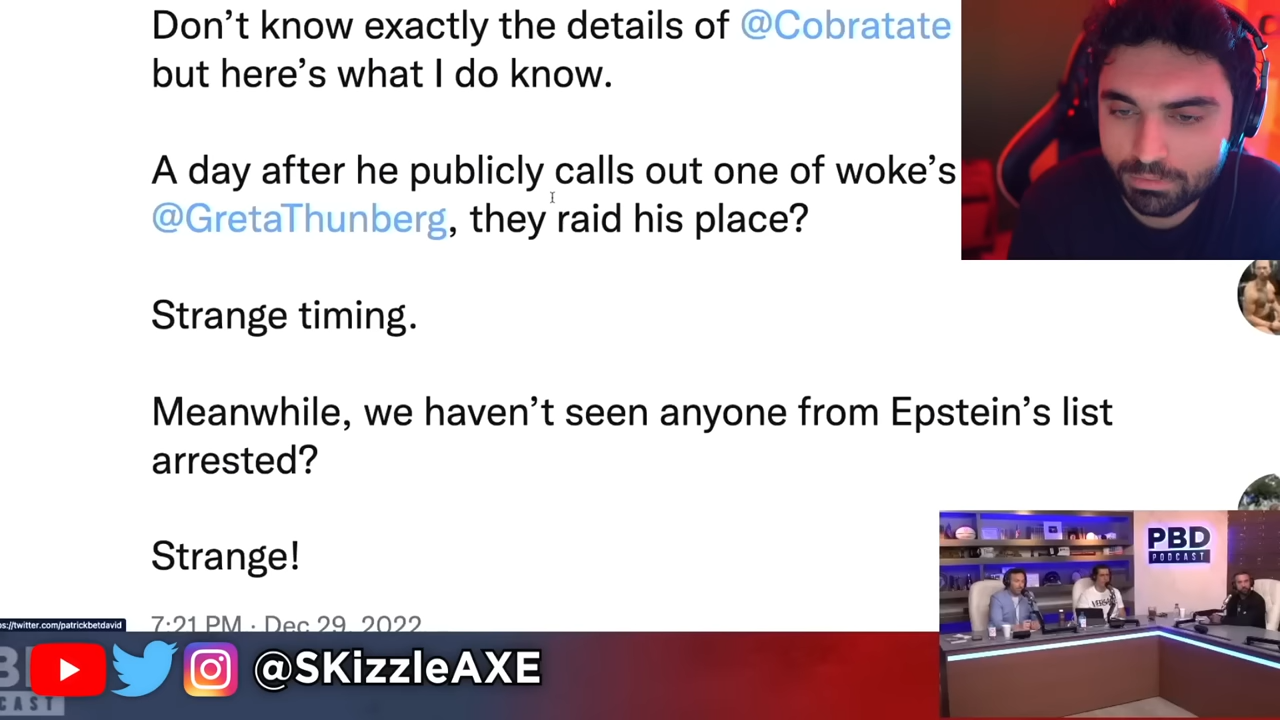 Don't know exactly the details of @Cobratate
but here's what I do know.
A day after he publicly calls out one of woke's
@GretaThunberg, they raid his place?
Strange timing.
Meanwhile, we haven't seen anyone from Epstein's list
arrested?
Strange!
7:21 PM · Dec 29, 2022
PBD
PODCAST
ps://twitter.com/patrickbetdavid
@SKizzleAXE
CAST